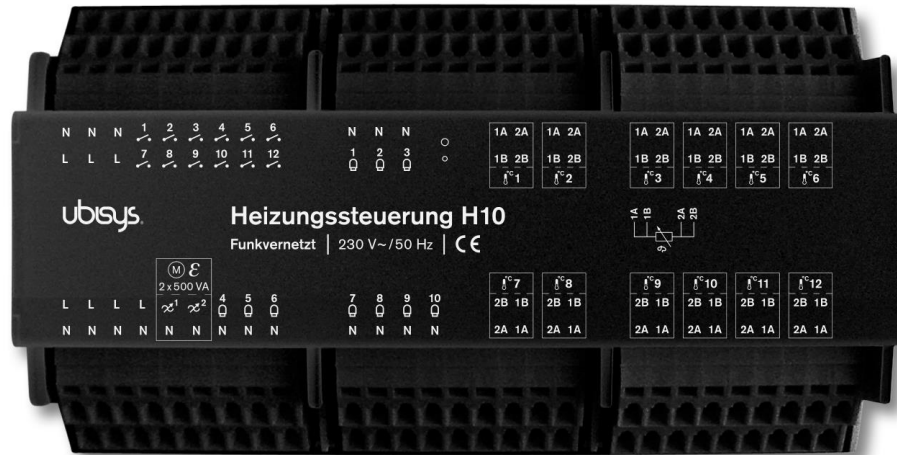 N N N 1 2 3 4 5 6
L L L 7 8 9 10 11 12
N N N
1 2 3
1A 2A 1A 2A 1A 2A 1A 2A 1A 2A 1A 2A
1B 2B 1B 2B 1B 2B 1B 2B 1B 2B 1B 2B
°C 1 °C 2 °C 3 °C 4 °C 5 °C 6
ubisys.
Heizungssteuerung H10
Funkvernetzt | 230 V~/50 Hz | CE
1A 1B 2A 2B
ϑ
M ε
2 x 500 VA
L L L L 1 2 4 5 6
N N N N N N N N N
7 8 9 10
N N N N
°C 7 °C 8 °C 9 °C 10 °C 11 °C 12
2B 1B 2B 1B 2B 1B 2B 1B 2B 1B 2B 1B
2A 1A 2A 1A 2A 1A 2A 1A 2A 1A 2A 1A